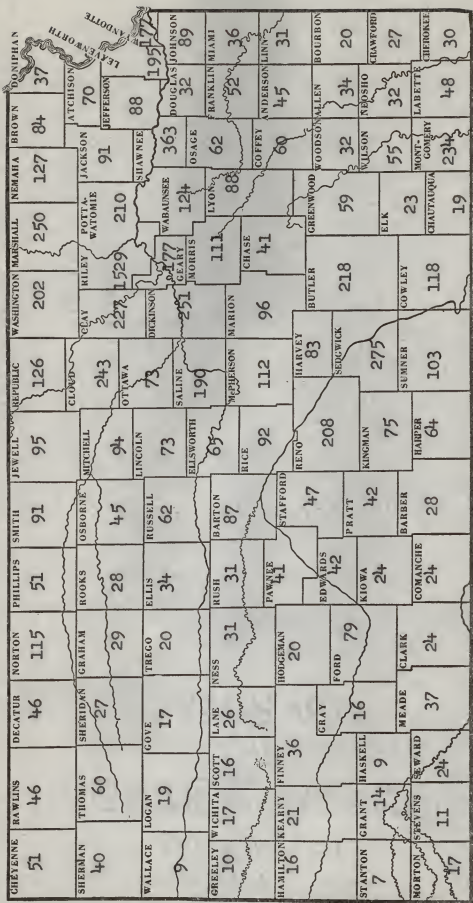 CHEYENNE
51
RAWLINS
46
DECATUR
46
NORTON
115
PHILLIPS
51
SMITH
91
JEWELL
95
REPUBLIC
126
WASHINGTON
202
MARSHALL
250
NEMAHA
127
BROWN
84
DONIPHAN
37
SHERMAN
40
THOMAS
60
SHERIDAN
27
GRAHAM
29
ROOKS
28
OSBORNE
45
MITCHELL
94
CLOUD
243
CLAY
227
RILEY
1529
POTTA-
WATOMIE
210
JACKSON
91
ATCHISON
70
JEFFERSON
88
LEAVENWORTH
WYANDOTTE
195
WALLACE
9
LOGAN
19
GOVE
17
TREGO
20
ELLIS
34
RUSSELL
62
LINCOLN
73
OTTAWA
73
SALINE
190
ELLSWORTH
65
DICKINSON
251
GEARY
177
WABAUNSEE
124
SHAWNEE
363
OSAGE
62
DOUGLAS
32
JOHNSON
89
GREELEY
10
WICHITA
17
SCOTT
16
LANE
26
NESS
31
RUSH
31
BARTON
87
RICE
92
McPHERSON
112
MARION
96
MORRIS
111
CHASE
41
LYON
88
COFFEY
60
FRANKLIN
52
MIAMI
36
ANDERSON
45
LINN
31
HAMILTON
16
KEARNY
21
FINNEY
36
HODGEMAN
20
PAWNEE
41
STAFFORD
47
RENO
208
HARVEY
83
BUTLER
218
GREENWOOD
59
WOODSON
32
ALLEN
34
BOURBON
20
GRAY
16
FORD
79
EDWARDS
42
PRATT
42
KIOWA
24
KINGMAN
75
SEDGWICK
275
ELK
23
WILSON
55
NEOSHO
32
CRAWFORD
27
STANTON
7
GRANT
14
HASKELL
9
MORTON
17
STEVENS
11
SEWARD
24
MEADE
37
CLARK
24
COMANCHE
24
BARBER
28
HARPER
64
SUMNER
103
COWLEY
118
CHAUTAUQUA
19
MONT-
GOMERY
234
LABETTE
48
CHEROKEE
30